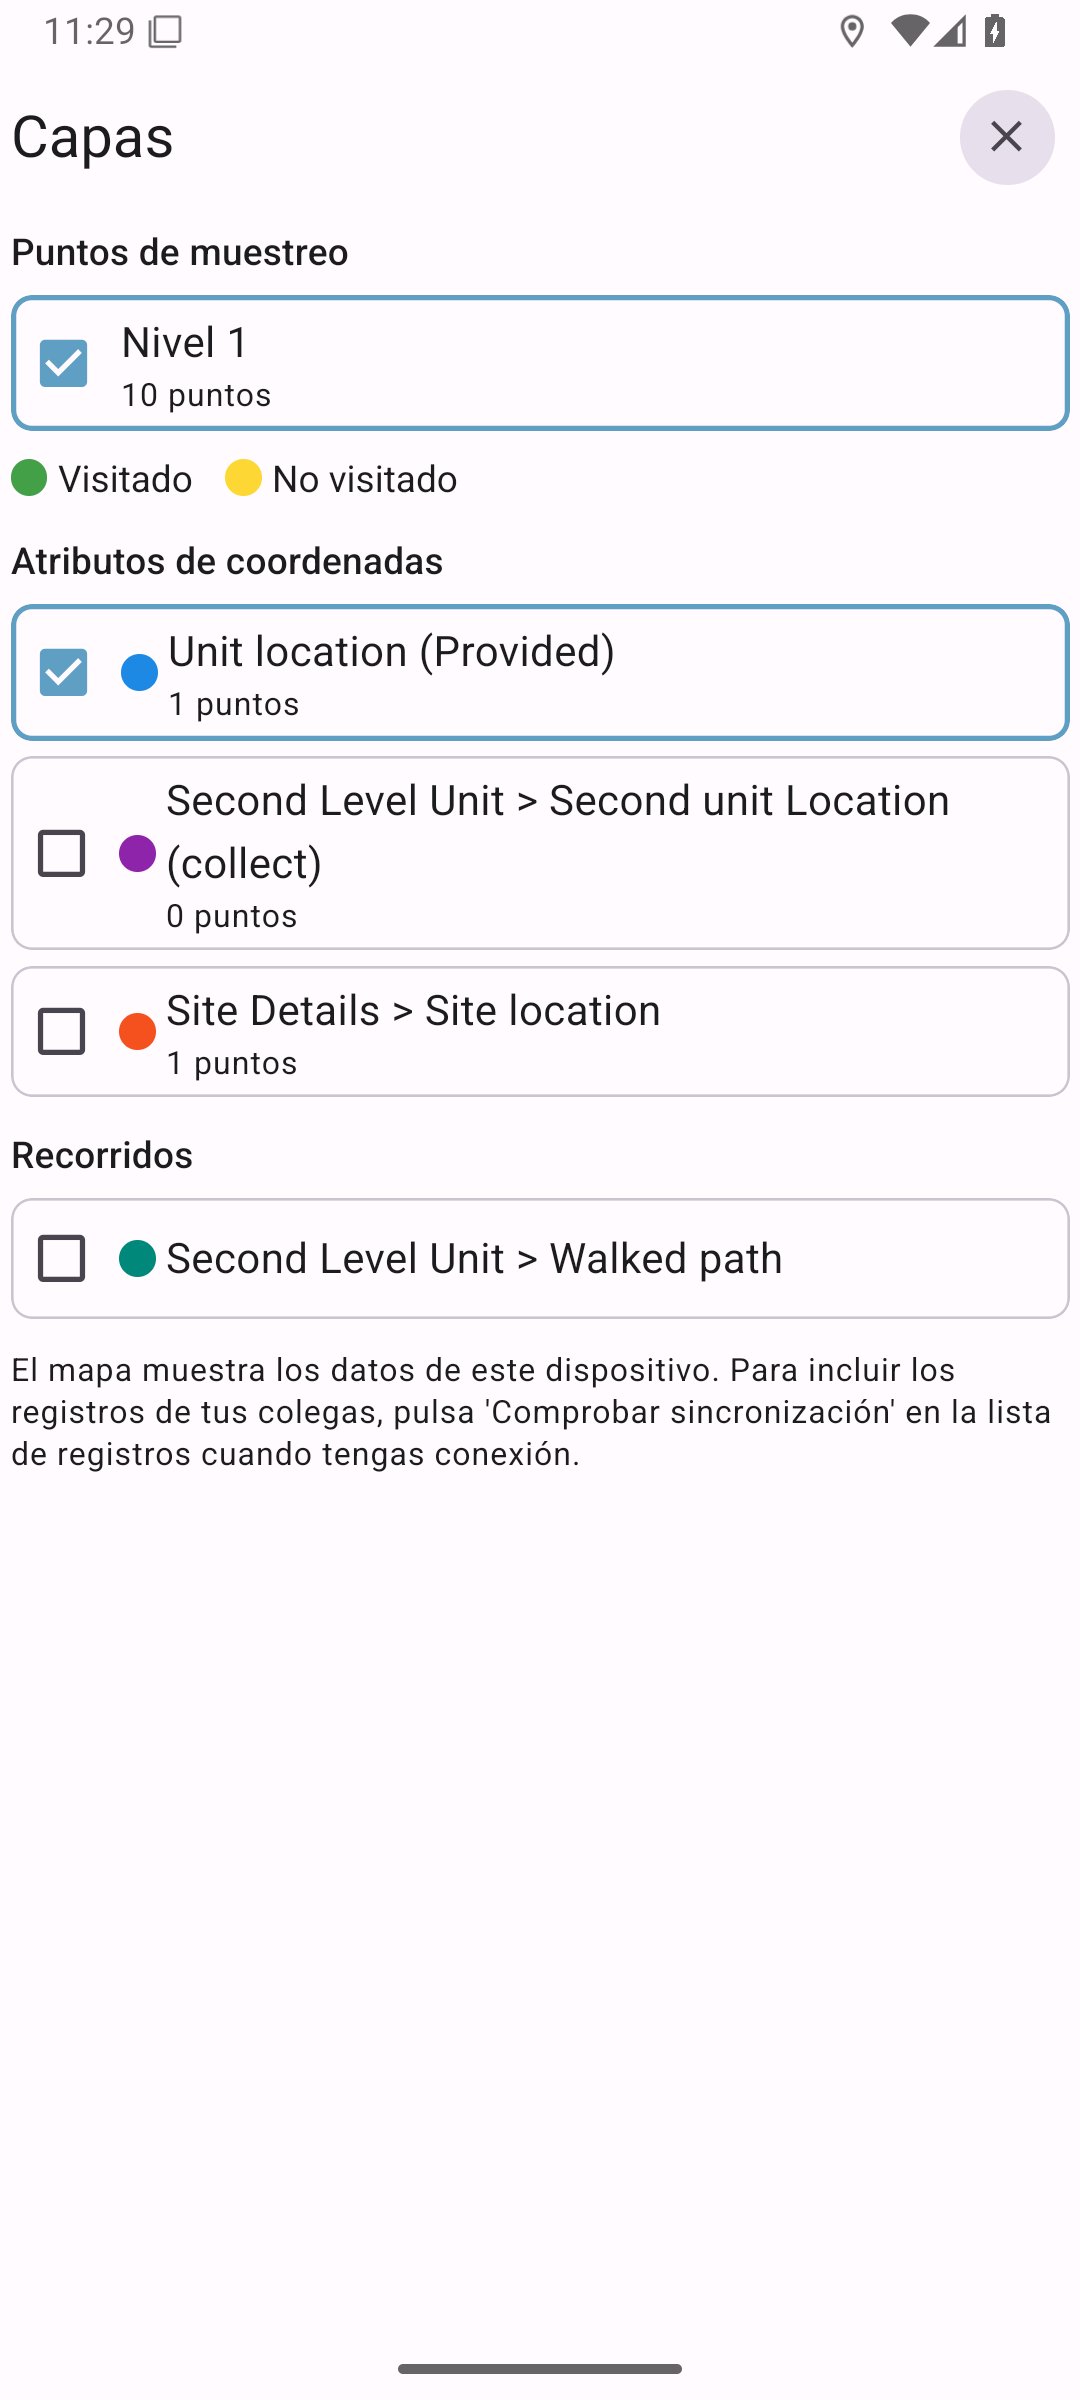 11:29
Capas
Puntos de muestreo
Nivel 1
10 puntos
Visitado
No visitado
Atributos de coordenadas
Unit location (Provided)
1 puntos
Second Level Unit > Second unit Location
(collect)
0 puntos
Site Details > Site location
1 puntos
Recorridos
Second Level Unit > Walked path
El mapa muestra los datos de este dispositivo. Para incluir los
registros de tus colegas, pulsa 'Comprobar sincronización' en la lista
de registros cuando tengas conexión.